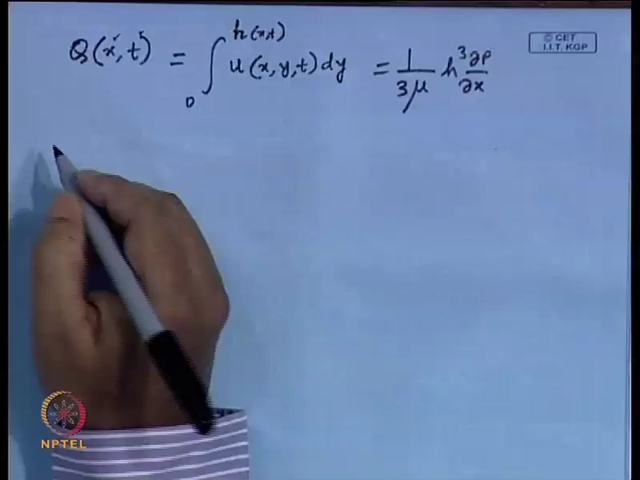 Q(x,t) = ∫₀^{h(x,t)} u(x,y,t) dy = 1/3μ h³ ∂p/∂x
© CET
I.I.T. KGP
NPTEL